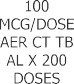 100
MCG/DOSE
AER CT TB
AL X 200
DOSES